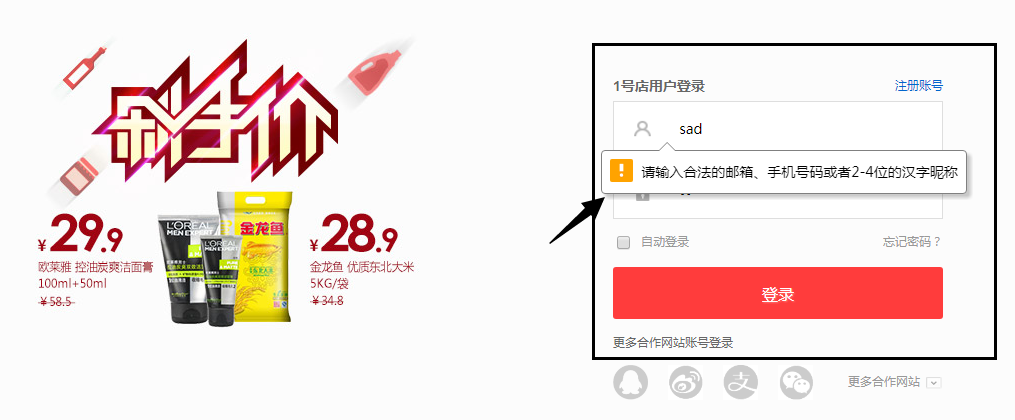 剁手价
¥29.9
欧莱雅 控油炭爽洁面膏
100ml+50ml
¥58.5
L'OREAL
MEN EXPERT
金龙鱼
¥28.9
金龙鱼 优质东北大米
5KG/袋
¥34.8
1号店用户登录
注册账号
sad
请输入合法的邮箱、手机号码或者2-4位的汉字昵称
自动登录
忘记密码？
登录
更多合作网站账号登录
更多合作网站